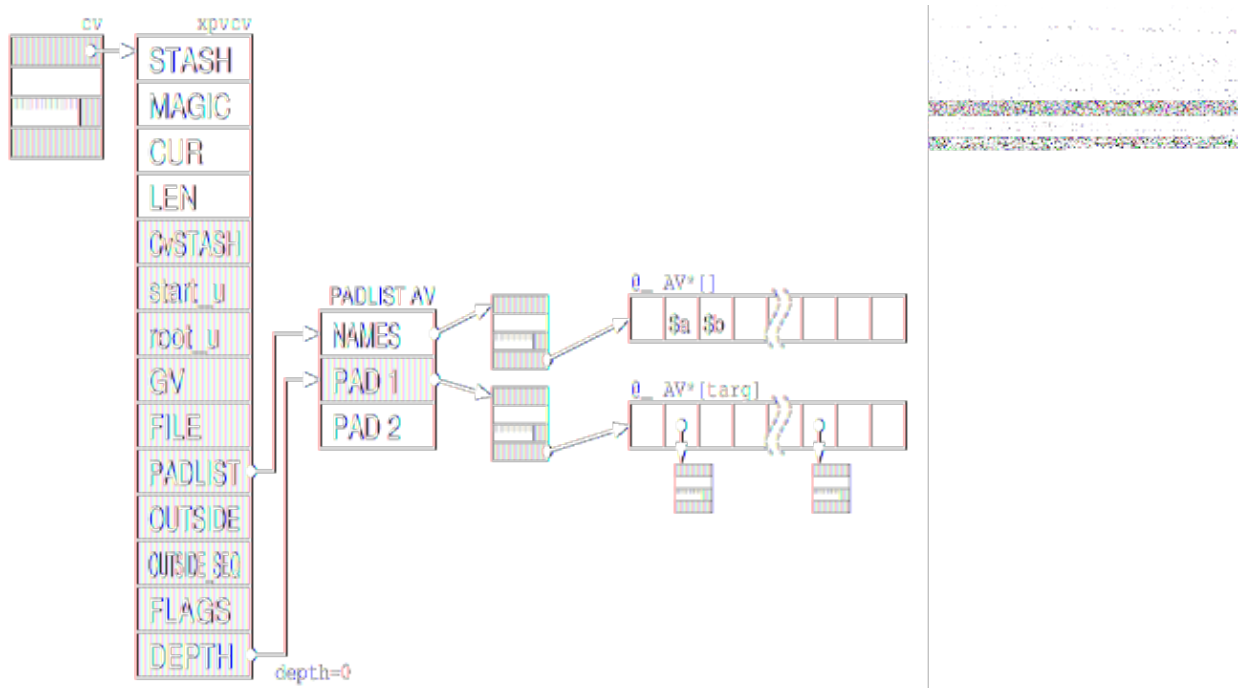 cv
xpvcv
STASH
MAGIC
CUR
LEN
CvSTASH
start_u
root_u
GV
FILE
PADLIST
OUTSIDE
OUTSIDE_SEQ
FLAGS
DEPTH
depth=0
PADLIST AV
NAMES
PAD 1
PAD 2
@_ AV*[]
$a $b
@_ AV*[targ]